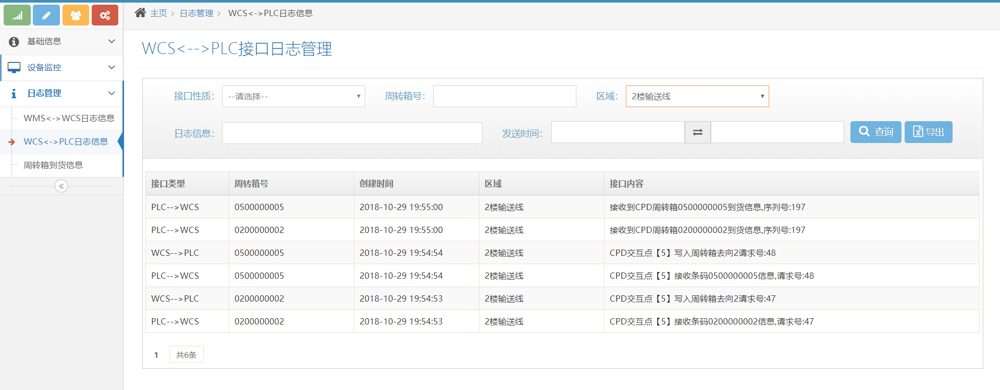 主页 > 日志管理 > WCS<->PLC日志信息
基础信息
设备监控
日志管理
WMS<->WCS日志信息
WCS<->PLC日志信息
周转箱到货信息
WCS<-->PLC接口日志管理
接口性质: --请选择-- 周转箱号: 区域: 2楼输送线
日志信息: 发送时间: 查询 导出
接口类型 周转箱号 创建时间 区域 接口内容
PLC-->WCS 0500000005 2018-10-29 19:55:00 2楼输送线 接收到CPD周转箱0500000005到货信息,序列号:197
PLC-->WCS 0200000002 2018-10-29 19:55:00 2楼输送线 接收到CPD周转箱0200000002到货信息,序列号:197
WCS-->PLC 0500000005 2018-10-29 19:54:54 2楼输送线 CPD交互点【5】写入周转箱去向2请求号:48
PLC-->WCS 0500000005 2018-10-29 19:54:54 2楼输送线 CPD交互点【5】接收条码0500000005信息,请求号:48
WCS-->PLC 0200000002 2018-10-29 19:54:53 2楼输送线 CPD交互点【5】写入周转箱去向2请求号:47
PLC-->WCS 0200000002 2018-10-29 19:54:53 2楼输送线 CPD交互点【5】接收条码0200000002信息,请求号:47
1 共6条